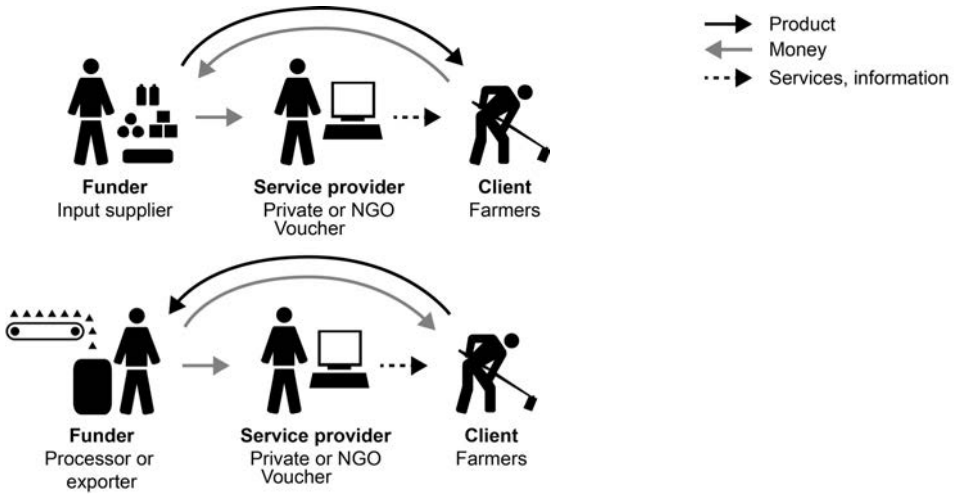 Product
Money
Services, information
Funder
Input supplier
Service provider
Private or NGO
Voucher
Client
Farmers
Funder
Processor or
exporter
Service provider
Private or NGO
Voucher
Client
Farmers